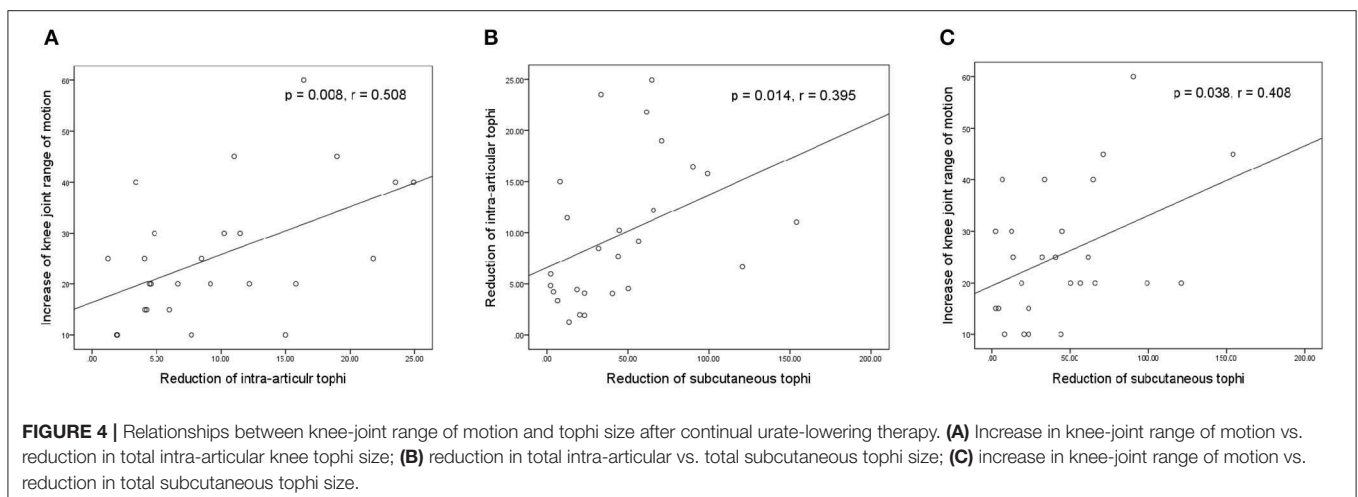 A
B
C
p = 0.008, r = 0.508
Increase of knee joint range of motion
60
50
40
30
20
10
.00
5.00
10.00
15.00
20.00
25.00
Reduction of intra-articulr tophi
p = 0.014, r = 0.395
Reduction of intra-articular tophi
25.00
20.00
15.00
10.00
5.00
.00
.00
50.00
100.00
150.00
200.00
Reduction of subcutaneous tophi
p = 0.038, r = 0.408
Increase of knee joint range of motion
60
50
40
30
20
10
.00
50.00
100.00
150.00
200.00
Reduction of subcutaneous tophi
FIGURE 4 | Relationships between knee-joint range of motion and tophi size after continual urate-lowering therapy. (A) Increase in knee-joint range of motion vs.
reduction in total intra-articular knee tophi size; (B) reduction in total intra-articular vs. total subcutaneous tophi size; (C) increase in knee-joint range of motion vs.
reduction in total subcutaneous tophi size.